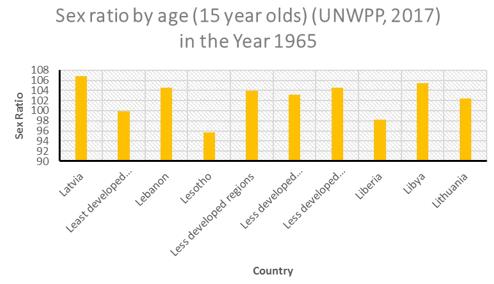 Sex ratio by age (15 year olds) (UNWPP, 2017)
in the Year 1965
Sex Ratio
108
106
104
102
100
98
96
94
92
90
Latvia
Least developed...
Lebanon
Lesotho
Less developed regions
Less developed...
Less developed...
Liberia
Libya
Lithuania
Country